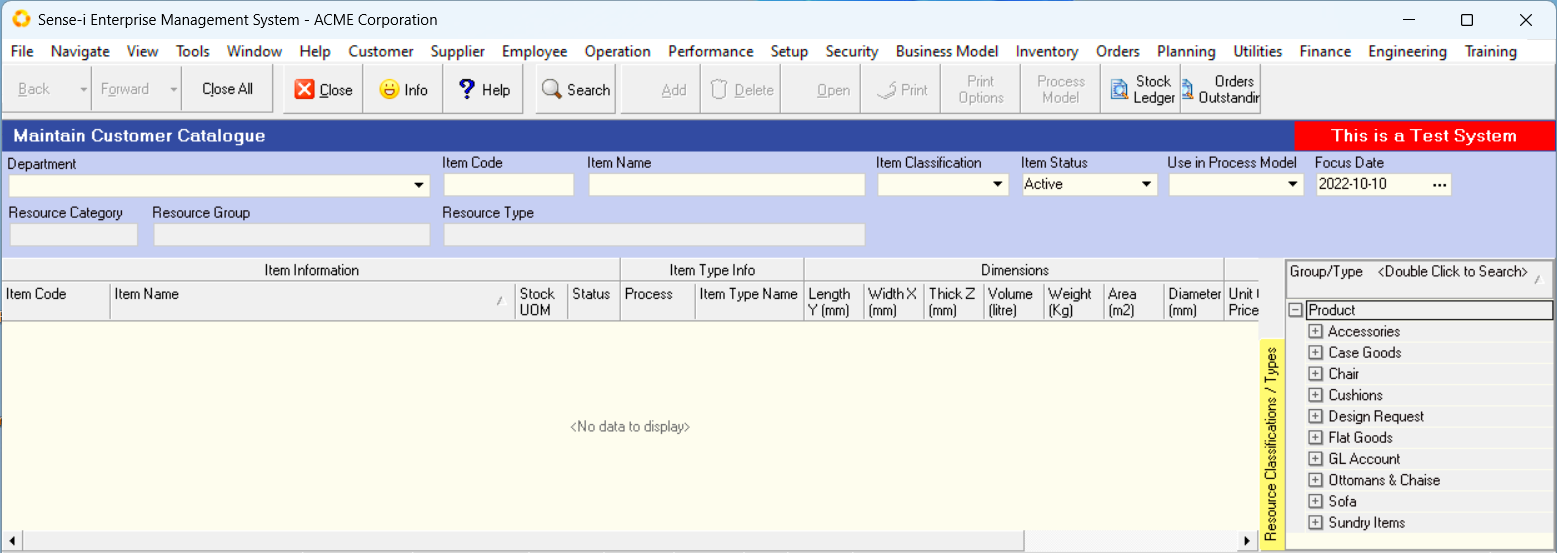 Sense-i Enterprise Management System - ACME Corporation
File Navigate View Tools Window Help Customer Supplier Employee Operation Performance Setup Security Business Model Inventory Orders Planning Utilities Finance Engineering Training
Back Forward Close All Close Info Help Search Add Delete Open Print Print Options Process Model Stock Ledger Orders Outstandin
Maintain Customer Catalogue This is a Test System
Department Item Code Item Name Item Classification Item Status Use in Process Model Focus Date
Active 2022-10-10 ...
Resource Category Resource Group Resource Type
Item Information Item Type Info Dimensions
Item Code Item Name Stock UOM Status Process Item Type Name Length Y (mm) Width X (mm) Thick Z (mm) Volume (litre) Weight (Kg) Area (m2) Diameter (mm) Unit Price
<No data to display>
Resource Classifications / Types
Group/Type <Double Click to Search>
Product
Accessories
Case Goods
Chair
Cushions
Design Request
Flat Goods
GL Account
Ottomans & Chaise
Sofa
Sundry Items